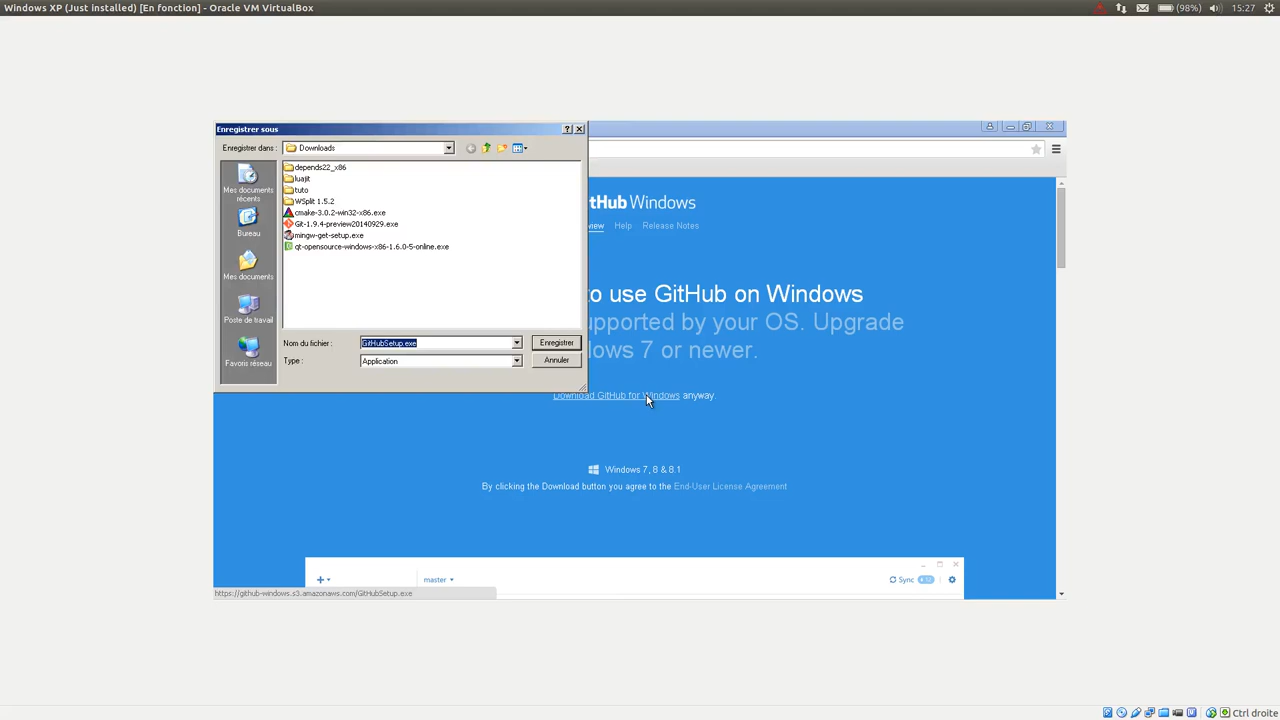 Windows XP (Just installed) [En fonction] - Oracle VM VirtualBox
(98%)
15:27
Enregistrer sous
Enregistrer dans :
Downloads
Mes documents
récents
Bureau
Mes documents
Poste de travail
Favoris réseau
depends22_x86
luajit
tuto
WSplit 1.5.2
cmake-3.0.2-win32-x86.exe
Git-1.9.4-preview20140929.exe
mingw-get-setup.exe
qt-opensource-windows-x86-1.6.0-5-online.exe
Nom du fichier :
GitHubSetup.exe
Enregistrer
Type :
Application
Annuler
tHub Windows
view
Help
Release Notes
to use GitHub on Windows
upported by your OS. Upgrade
dows 7 or newer.
Download GitHub for Windows anyway.
Windows 7, 8 & 8.1
By clicking the Download button you agree to the End-User License Agreement
master
Sync
https://github-windows.s3.amazonaws.com/GitHubSetup.exe
Ctrl droite